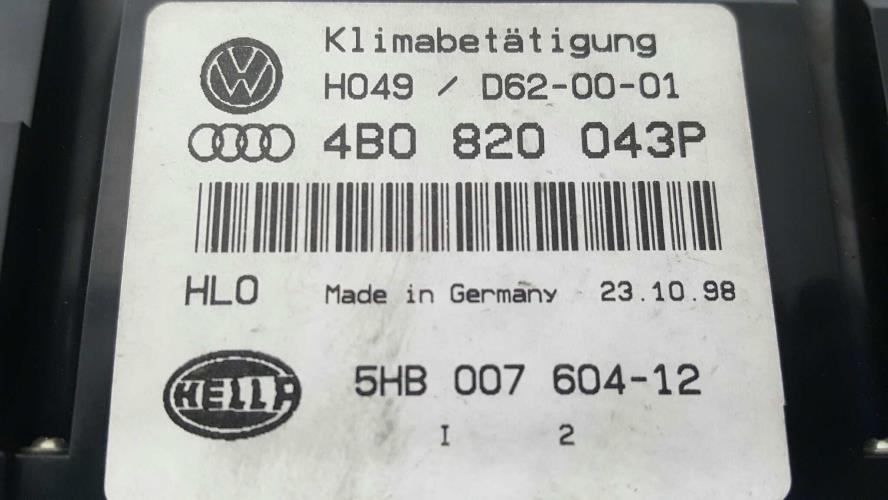 Klimabetätigung
H049 / D62-00-01
4B0 820 043P
HLO Made in Germany 23.10.98
HELLA 5HB 007 604-12
I 2